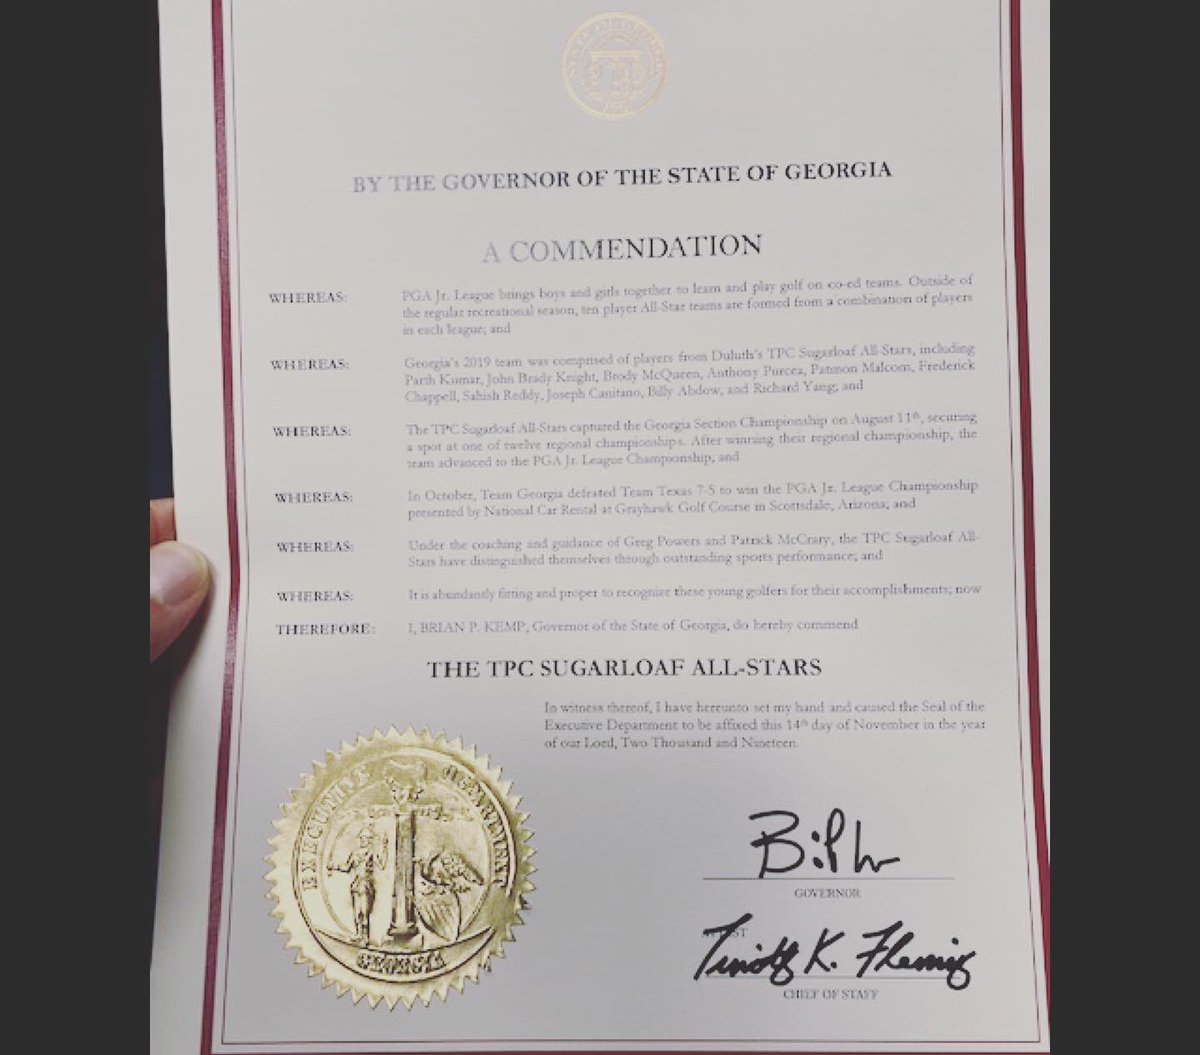 STATE OF GEORGIA
BY THE GOVERNOR OF THE STATE OF GEORGIA
A COMMENDATION
WHEREAS: PGA Jr. League brings boys and girls together to learn and play golf on co-ed teams. Outside of
the regular recreational season, ten player All-Star teams are formed from a combination of players
in each league; and
WHEREAS: Georgia's 2019 team was comprised of players from Duluth's TPC Sugarloaf All-Stars, including
Parth Kumar, John Brady Knight, Brody McQueen, Anthony Purcea, Patmon Malcom, Frederick
Chappell, Sahish Reddy, Joseph Canitano, Billy Abdow, and Richard Yang; and
WHEREAS: The TPC Sugarloaf All-Stars captured the Georgia Section Championship on August 11th, securing
a spot at one of twelve regional championships. After winning their regional championship, the
team advanced to the PGA Jr. League Championship; and
WHEREAS: In October, Team Georgia defeated Team Texas 7-5 to win the PGA Jr. League Championship
presented by National Car Rental at Grayhawk Golf Course in Scottsdale, Arizona; and
WHEREAS: Under the coaching and guidance of Greg Powers and Patrick McCrary, the TPC Sugarloaf All-
Stars have distinguished themselves through outstanding sports performance; and
WHEREAS: It is abundantly fitting and proper to recognize these young golfers for their accomplishments; now
THEREFORE: I, BRIAN P. KEMP, Governor of the State of Georgia, do hereby commend
THE TPC SUGARLOAF ALL-STARS
In witness thereof, I have hereunto set my hand and caused the Seal of the
Executive Department to be affixed this 14th day of November in the year
of our Lord, Two Thousand and Nineteen.
EXECUTIVE DEPARTMENT
GEORGIA
GOVERNOR
Timothy K. Fleming
CHIEF OF STAFF